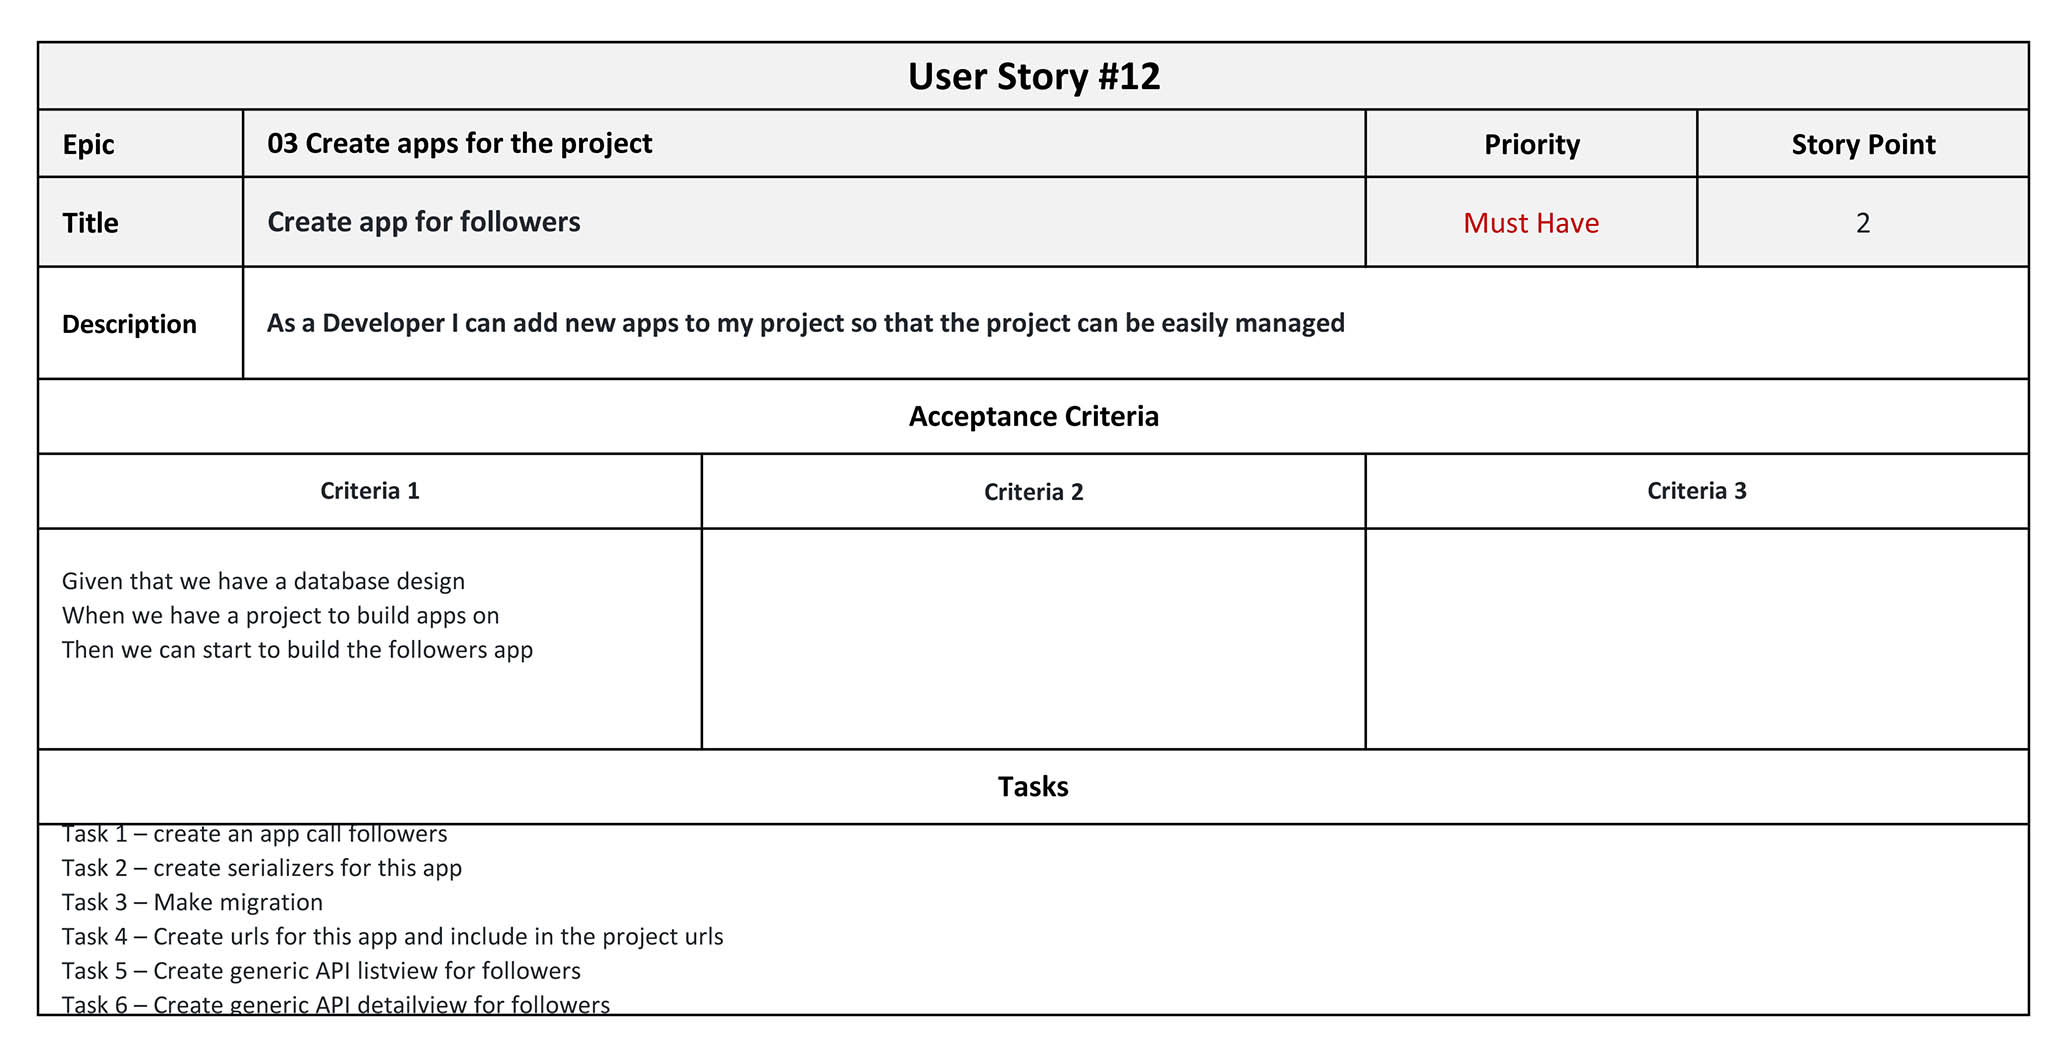 User Story #12
Epic
03 Create apps for the project
Priority
Story Point
Title
Create app for followers
Must Have
2
Description
As a Developer I can add new apps to my project so that the project can be easily managed
Acceptance Criteria
Criteria 1
Criteria 2
Criteria 3
Given that we have a database design
When we have a project to build apps on
Then we can start to build the followers app
Tasks
Task 1 – create an app call followers
Task 2 – create serializers for this app
Task 3 – Make migration
Task 4 – Create urls for this app and include in the project urls
Task 5 – Create generic API listview for followers
Task 6 – Create generic API detailview for followers